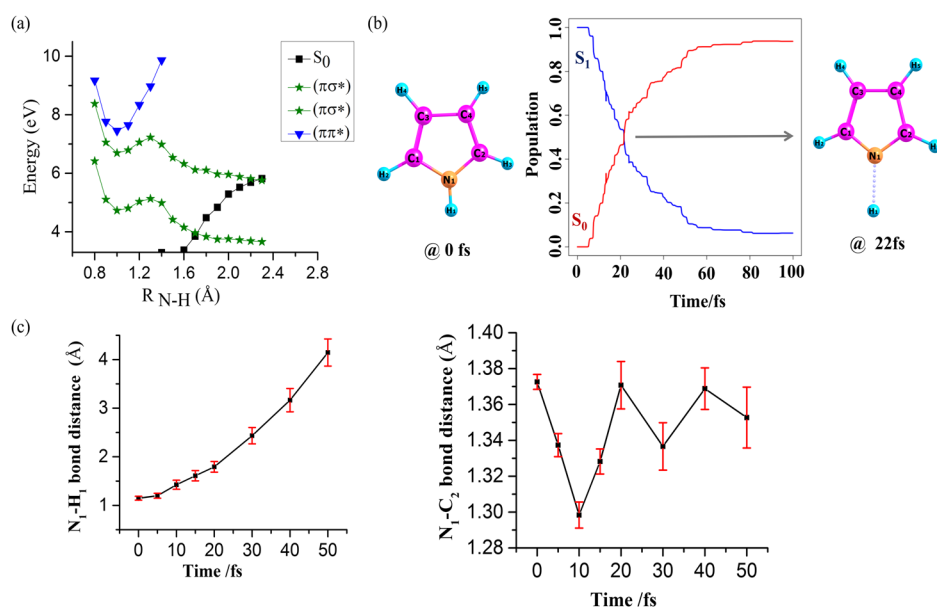 (a)
Energy (eV)
10
8
6
4
0.8 1.2 1.6 2.0 2.4 2.8
R N-H (Å)
S0
(πσ*)
(πσ*)
(ππ*)
(b)
H4
H5
C3
C4
C1
C2
H2
H3
N1
H1
@ 0 fs
Population
1.0
0.8
0.6
0.4
0.2
0.0
S1
S0
0 20 40 60 80 100
Time/fs
C3
C4
C1
C2
N1
@ 22fs
(c)
N1-H1 bond distance (Å)
4
3
2
1
0 10 20 30 40 50
Time /fs
N1-C2 bond distance (Å)
1.40
1.38
1.36
1.34
1.32
1.30
1.28
0 10 20 30 40 50
Time /fs